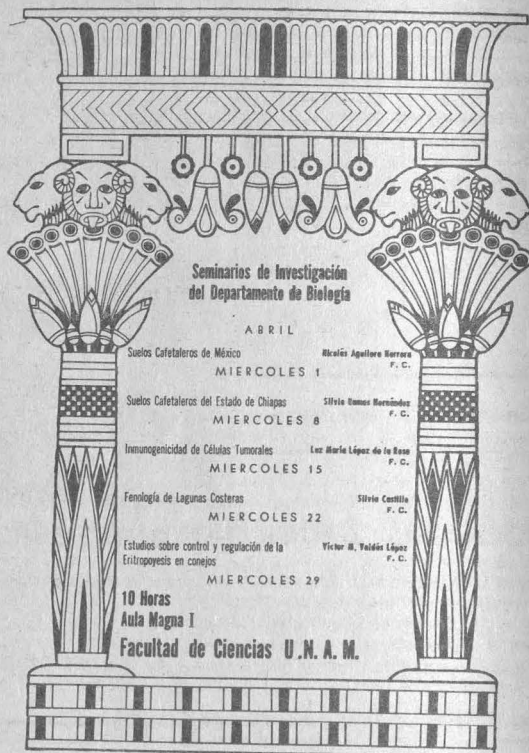 Seminarios de Investigación
del Departamento de Biología
ABRIL
Suelos Cafetaleros de México Nicolás Aguilera Herrera
F. C.
MIERCOLES 1
Suelos Cafetaleros del Estado de Chiapas Silvia Ramos Hernández
F. C.
MIERCOLES 8
Inmunogenicidad de Células Tumorales Luz María López de la Rosa
F. C.
MIERCOLES 15
Fenología de Lagunas Costeras Silvia Castillo
F. C.
MIERCOLES 22
Estudios sobre control y regulación de la Víctor M. Valdés López
Eritropoyesis en conejos F. C.
MIERCOLES 29
10 Horas
Aula Magna I
Facultad de Ciencias U.N.A.M.